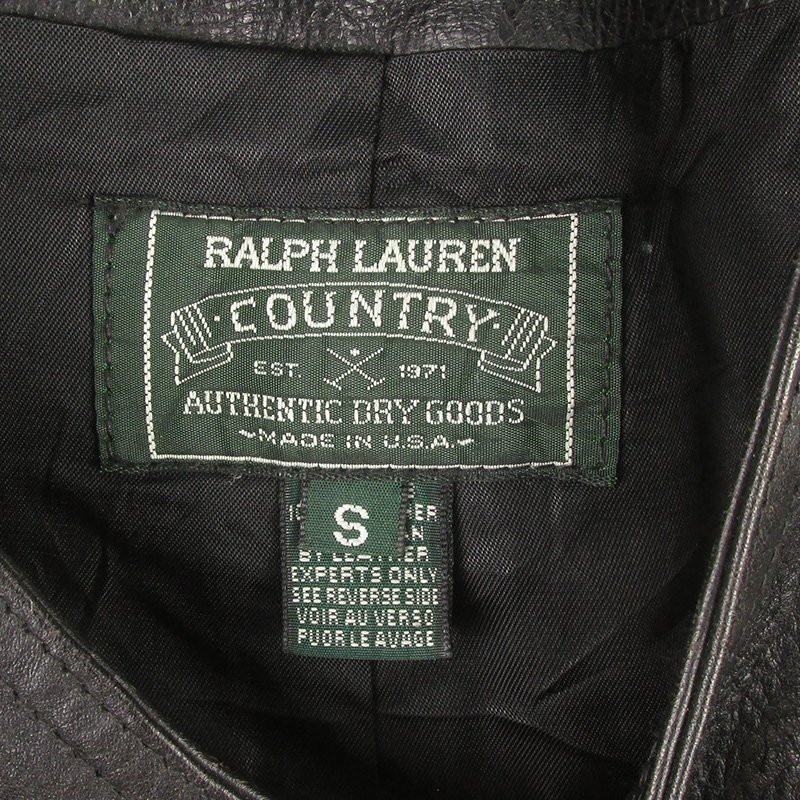 RALPH LAUREN
COUNTRY
EST. 1971
AUTHENTIC DRY GOODS
MADE IN U.S.A.
S
EXPERTS ONLY
SEE REVERSE SIDE
VOIR AU VERSO
PUOR LE AVAGE